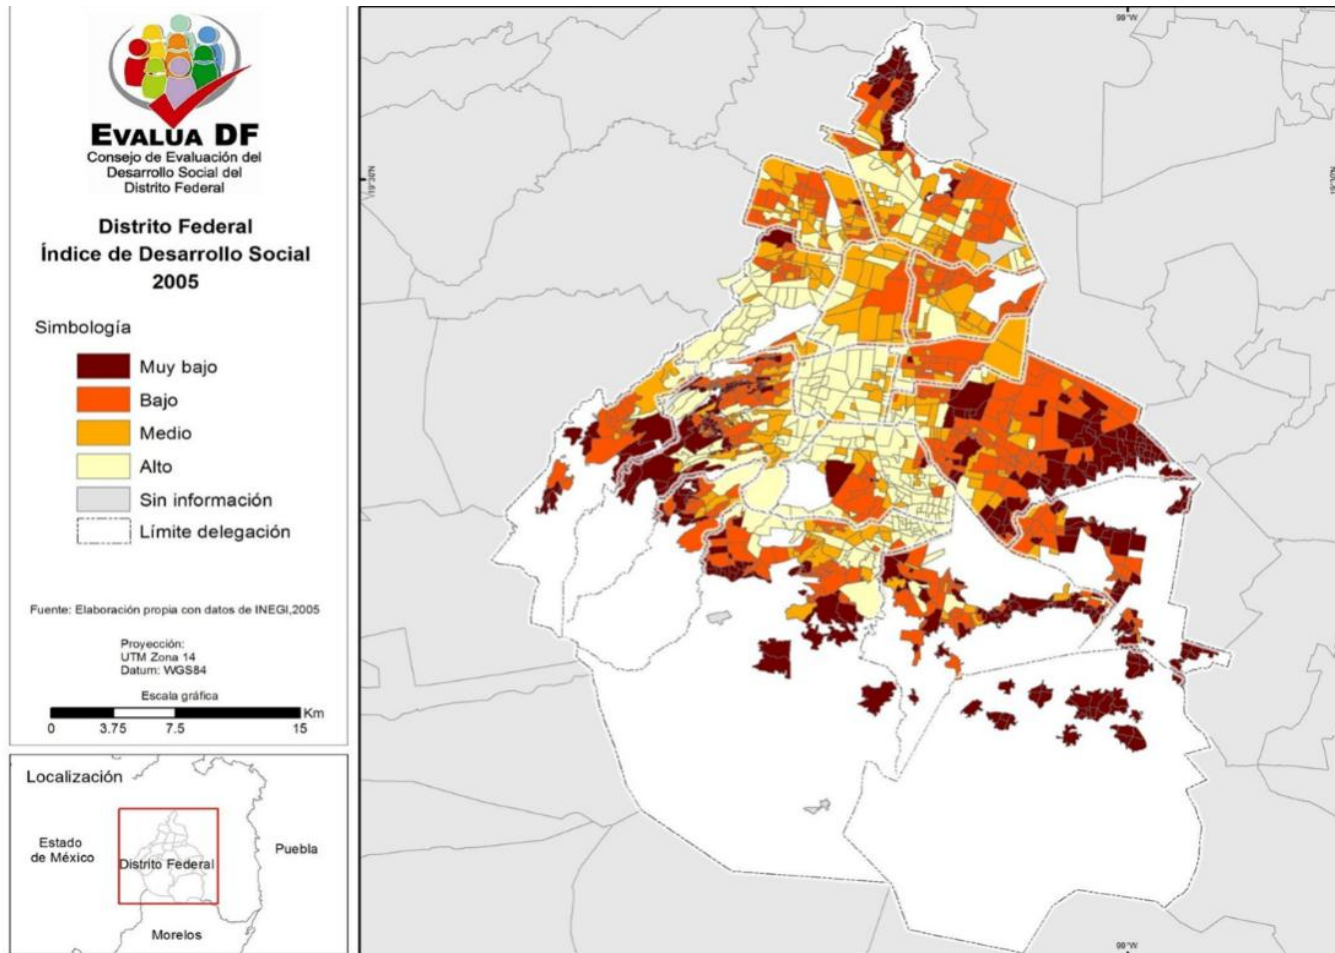 EVALUA DF
Consejo de Evaluación del
Desarrollo Social del
Distrito Federal
Distrito Federal
Índice de Desarrollo Social
2005
Simbología
Muy bajo
Bajo
Medio
Alto
Sin información
Límite delegación
Fuente: Elaboración propia con datos de INEGI,2005
Proyección:
UTM Zona 14
Datum: WGS84
Escala gráfica
Km
0 3.75 7.5 15
Localización
Estado
de México
Distrito Federal
Puebla
Morelos
99°W
99°W